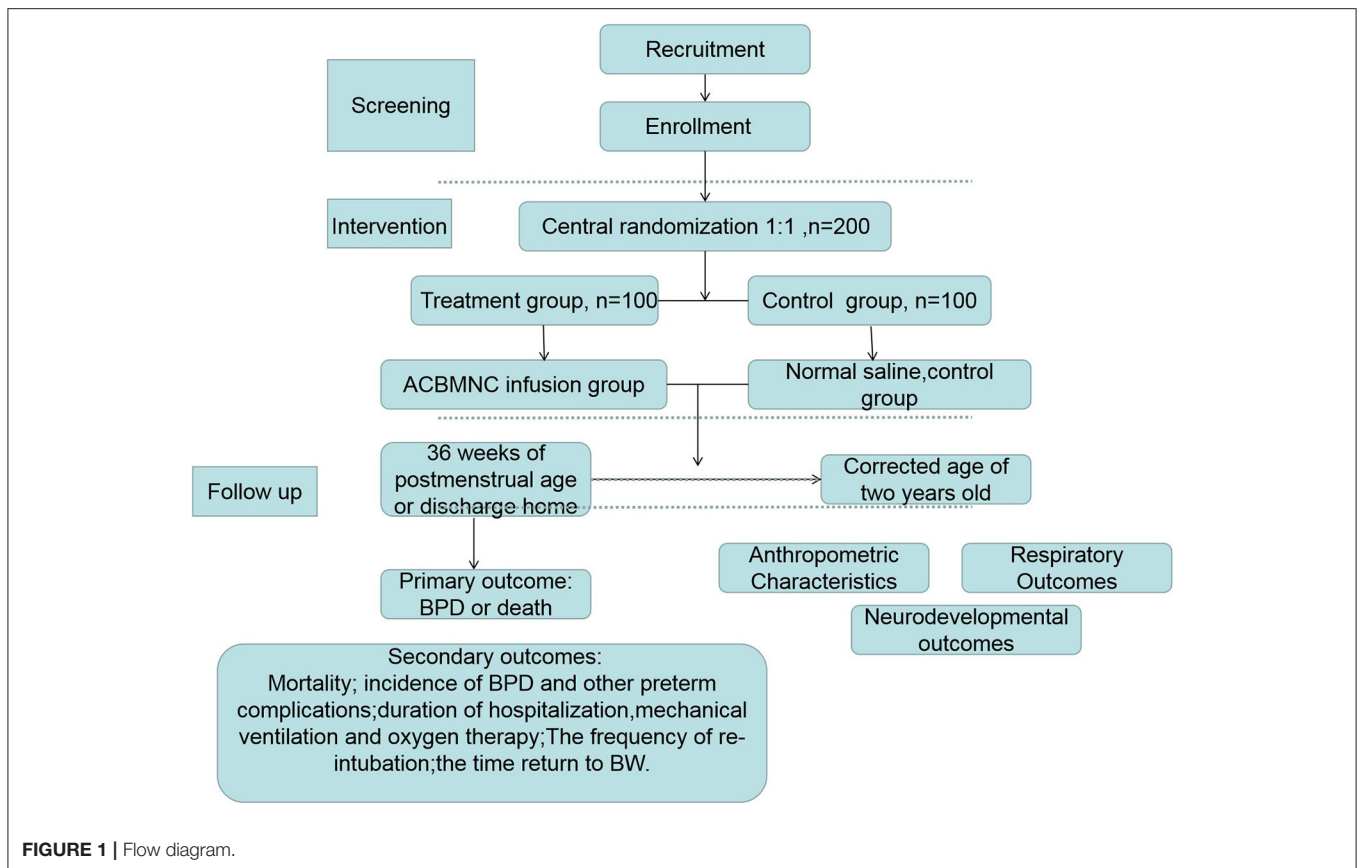 Recruitment
Screening
Enrollment
Intervention
Central randomization 1:1 ,n=200
Treatment group, n=100
Control group, n=100
ACBMNC infusion group
Normal saline,control
group
Follow up
36 weeks of
postmenstrual age
or discharge home
Corrected age of
two years old
Primary outcome:
BPD or death
Anthropometric
Characteristics
Respiratory
Outcomes
Neurodevelopmental
outcomes
Secondary outcomes:
Mortality; incidence of BPD and other preterm
complications;duration of hospitalization,mechanical
ventilation and oxygen therapy;The frequency of re-
intubation;the time return to BW.
FIGURE 1 | Flow diagram.